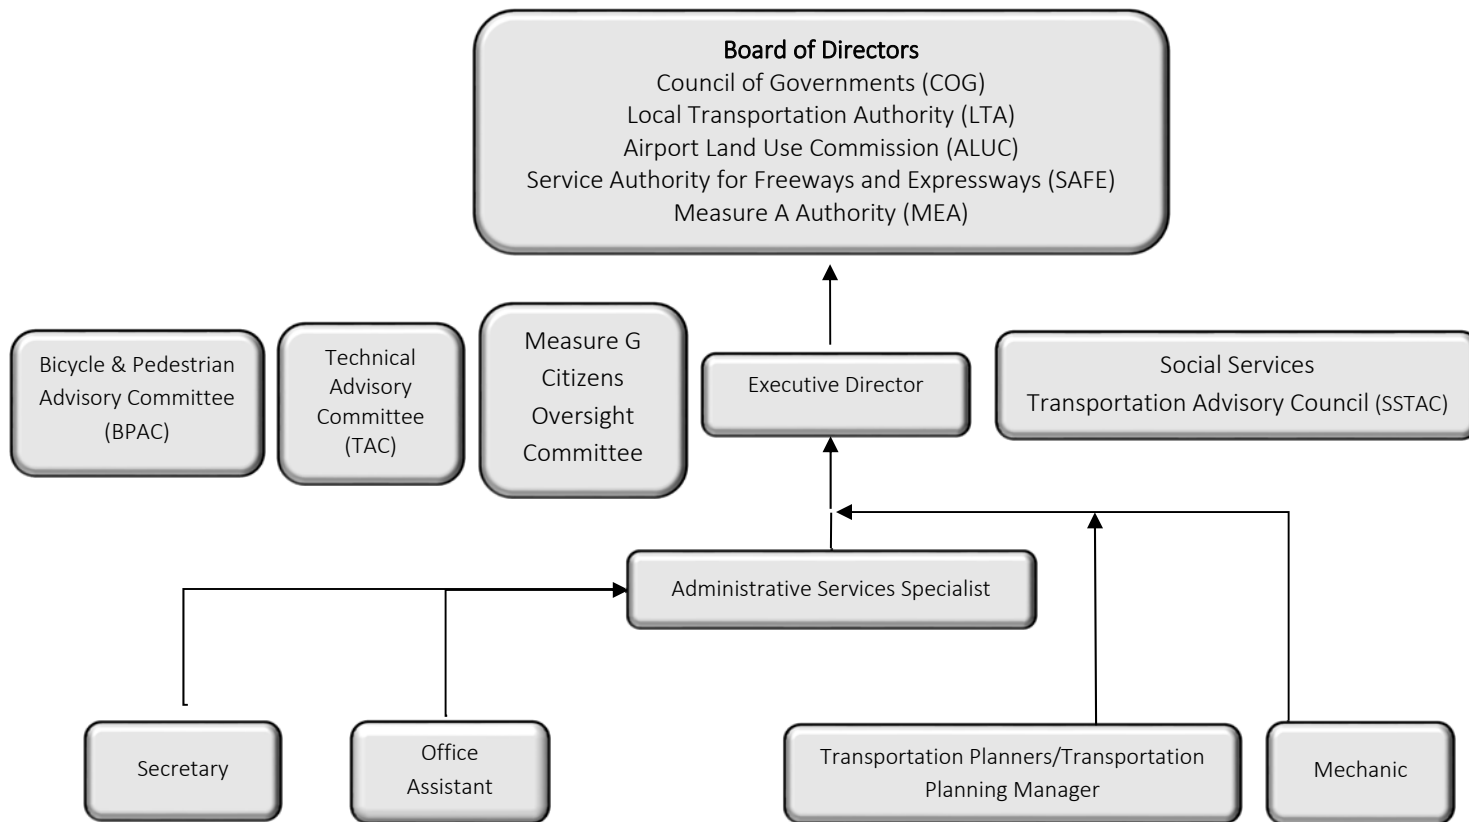 Board of Directors
Council of Governments (COG)
Local Transportation Authority (LTA)
Airport Land Use Commission (ALUC)
Service Authority for Freeways and Expressways (SAFE)
Measure A Authority (MEA)
Bicycle & Pedestrian
Advisory Committee
(BPAC)
Technical
Advisory
Committee
(TAC)
Measure G
Citizens
Oversight
Committee
Executive Director
Social Services
Transportation Advisory Council (SSTAC)
Administrative Services Specialist
Secretary
Office
Assistant
Transportation Planners/Transportation
Planning Manager
Mechanic